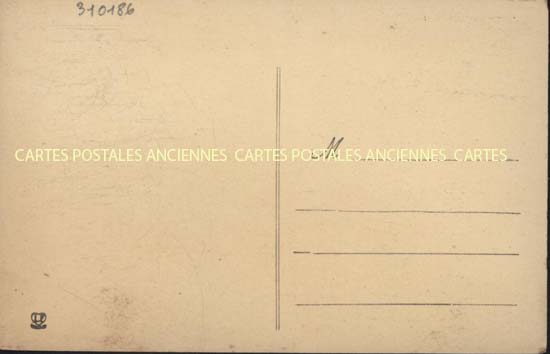 310186
CARTES POSTALES ANCIENNES CARTES POSTALES ANCIENNES CARTES
M